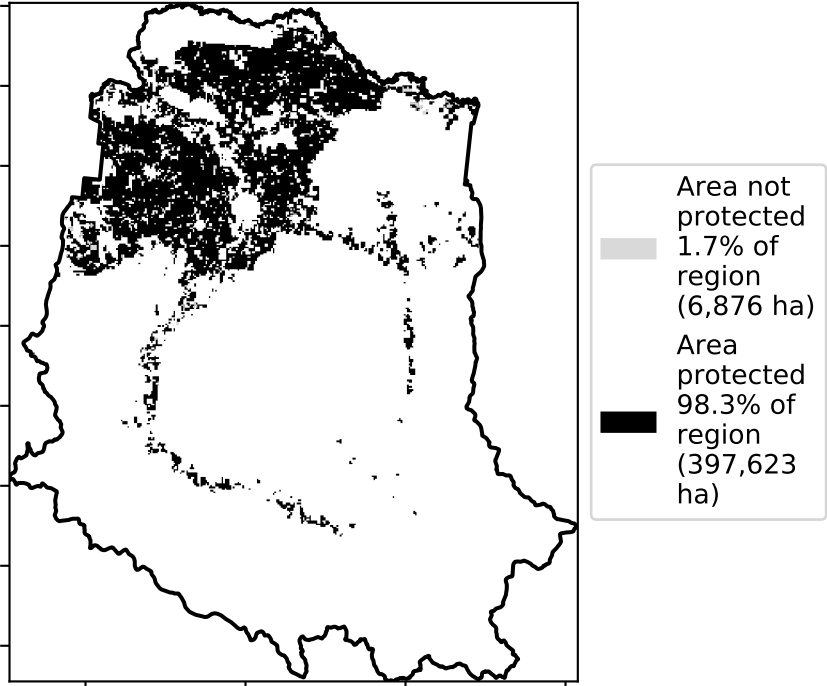 Area not
protected
1.7% of
region
(6,876 ha)
Area
protected
98.3% of
region
(397,623
ha)